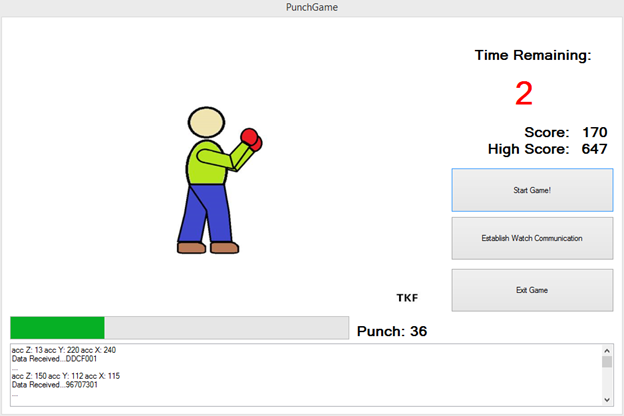 PunchGame
Time Remaining:
2
Score: 170
High Score: 647
Start Game!
Establish Watch Communication
Exit Game
TKF
Punch: 36
acc Z: 13 acc Y: 220 acc X: 240
Data Received...DDCF001
...
acc Z: 150 acc Y: 112 acc X: 115
Data Received...96707301
...